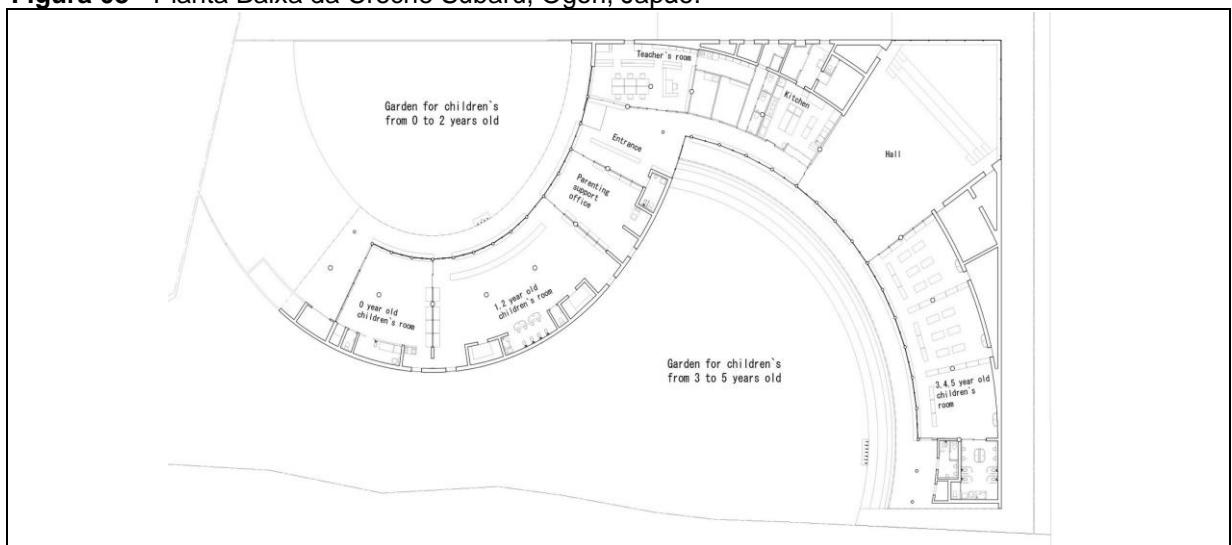 Figura - Planta Baixa da Creche Subaru, Ogori, Japão.
Teacher's room
Garden for children`s
from 0 to 2 years old
Kitchen
Entrance
Hall
Parenting
support
office
1,2 year old
children's room
0 year old
children's room
Garden for children`s
from 3 to 5 years old
3,4,5 year old
children's
room